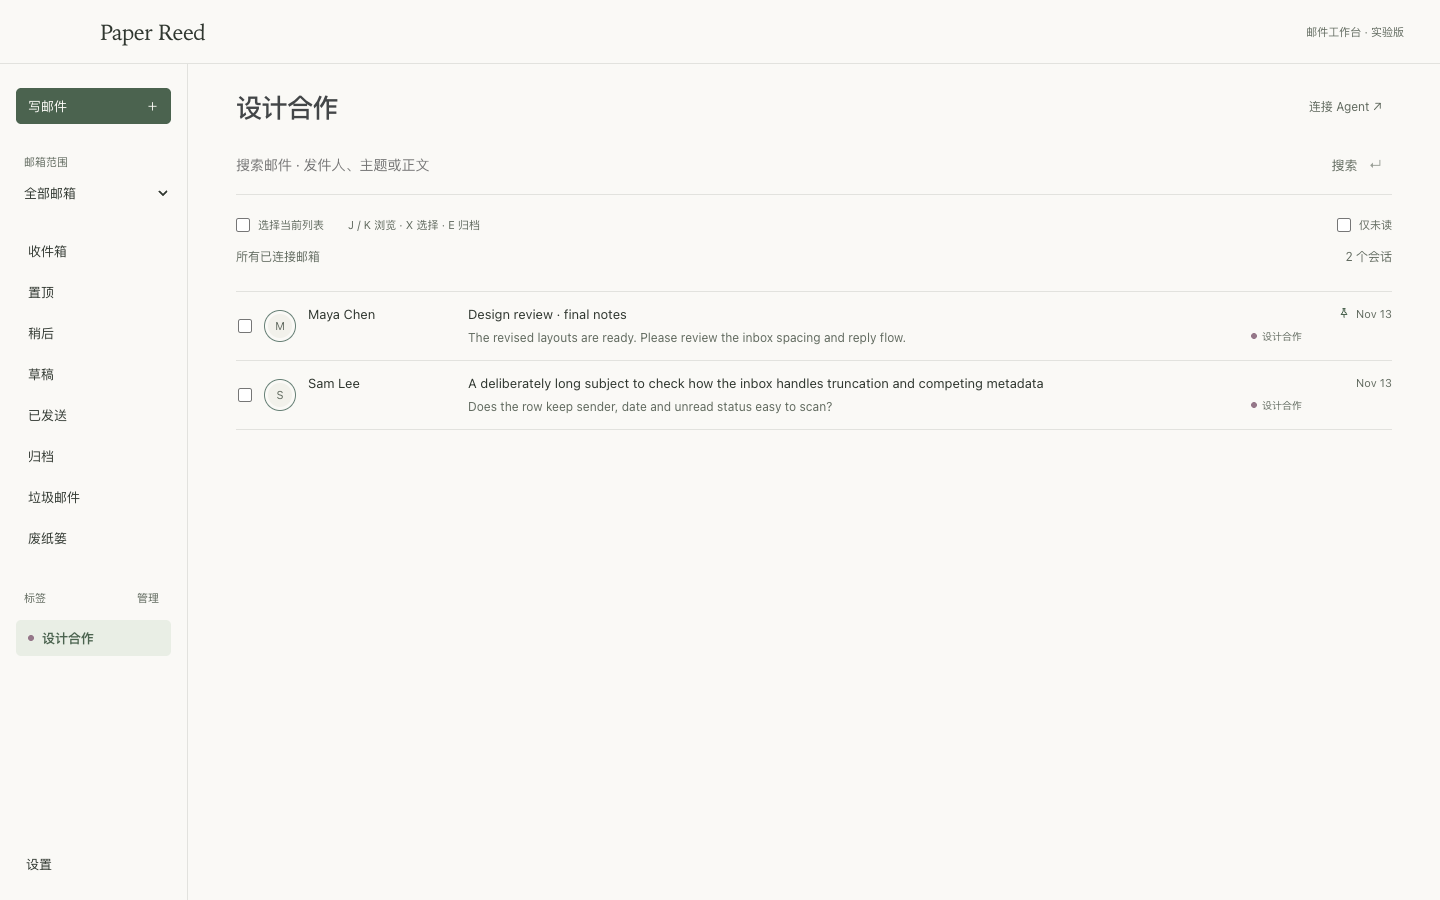 Paper Reed
邮件工作台 · 实验版
写邮件 +
邮箱范围
全部邮箱
收件箱
置顶
稍后
草稿
已发送
归档
垃圾邮件
废纸篓
标签 管理
设计合作
设置
设计合作
连接 Agent ↗
搜索邮件 · 发件人、主题或正文
搜索 ↵
选择当前列表 J / K 浏览 · X 选择 · E 归档
仅未读
所有已连接邮箱
2 个会话
M Maya Chen
Design review · final notes
Nov 13
The revised layouts are ready. Please review the inbox spacing and reply flow.
设计合作
S Sam Lee
A deliberately long subject to check how the inbox handles truncation and competing metadata
Nov 13
Does the row keep sender, date and unread status easy to scan?
设计合作